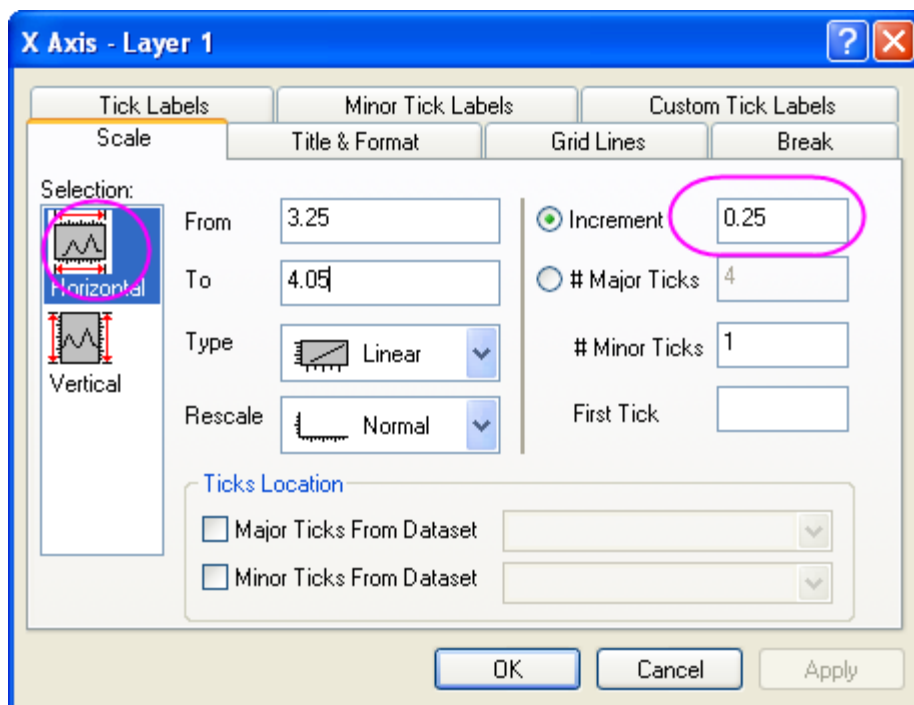 X Axis - Layer 1
Tick Labels Minor Tick Labels Custom Tick Labels
Scale Title & Format Grid Lines Break
Selection:
Horizontal
Vertical
From 3.25
To 4.05
Type Linear
Rescale Normal
Increment 0.25
# Major Ticks 4
# Minor Ticks 1
First Tick
Ticks Location
Major Ticks From Dataset
Minor Ticks From Dataset
OK Cancel Apply